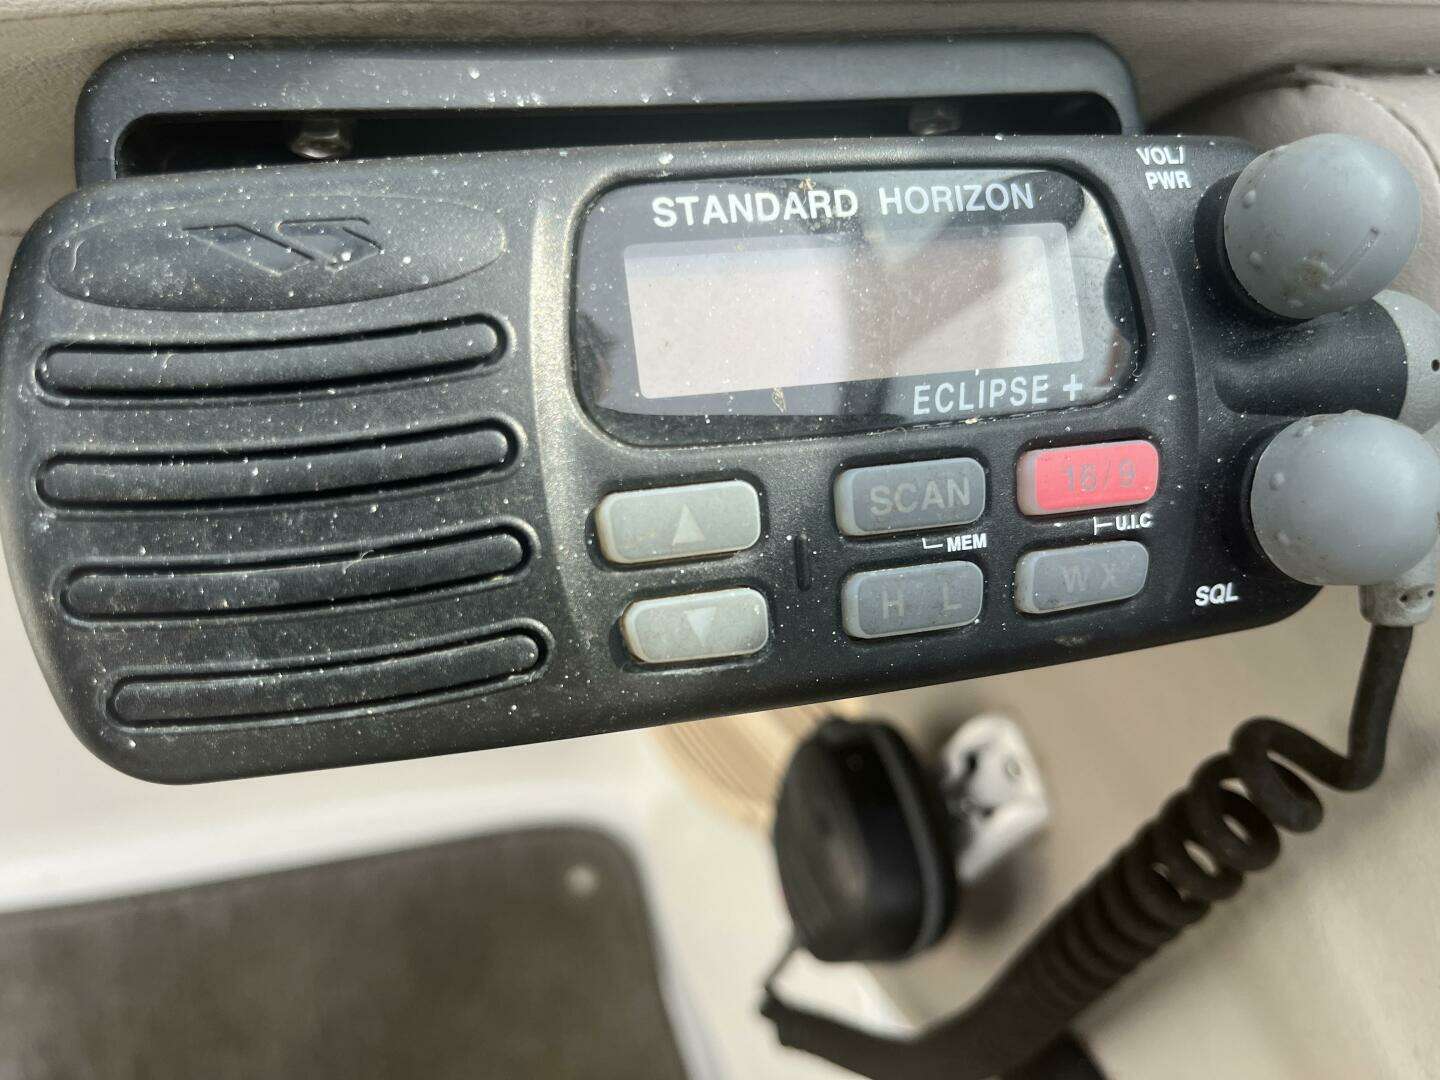 VOL/
PWR
STANDARD HORIZON
ECLIPSE +
SCAN
16/9
MEM
U.I.C
H L
WX
SQL